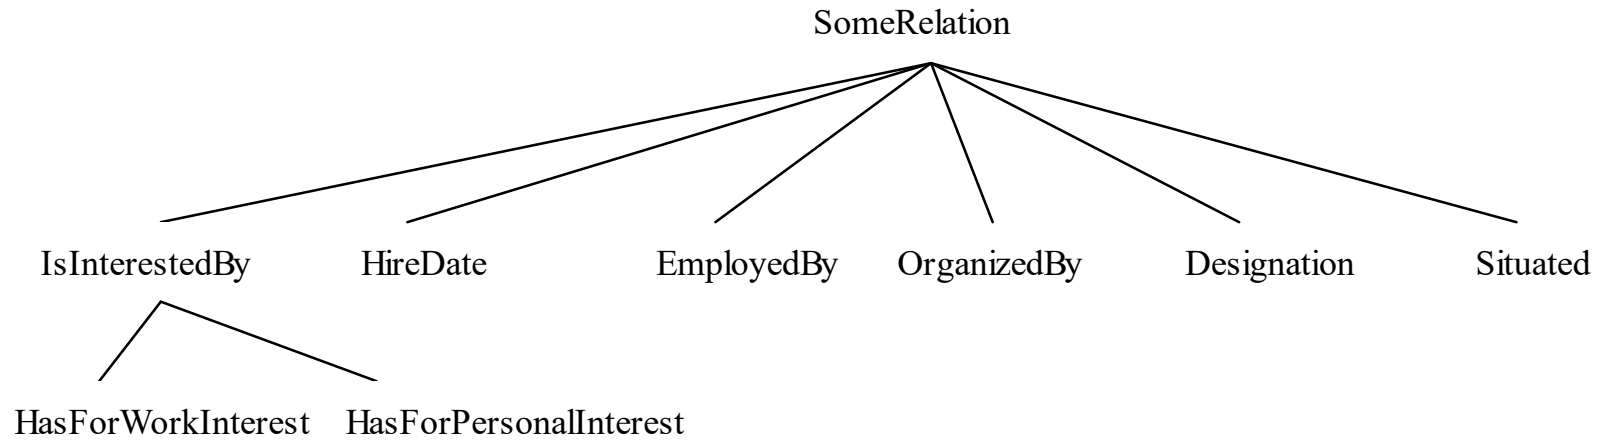 SomeRelation
IsInterestedBy HireDate EmployedBy OrganizedBy Designation Situated
HasForWorkInterest HasForPersonalInterest